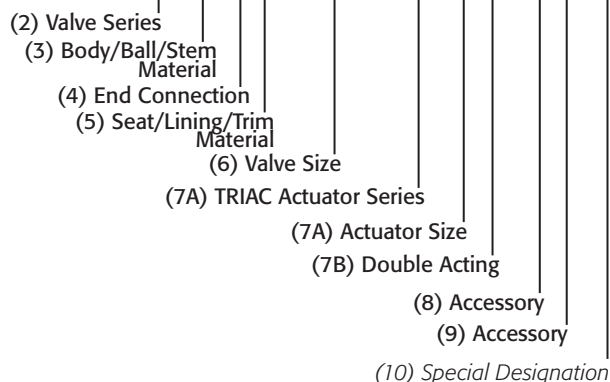 (2) Valve Series
(3) Body/Ball/Stem
Material
(4) End Connection
(5) Seat/Lining/Trim
Material
(6) Valve Size
(7A) TRIAC Actuator Series
(7A) Actuator Size
(7B) Double Acting
(8) Accessory
(9) Accessory
(10) Special Designation